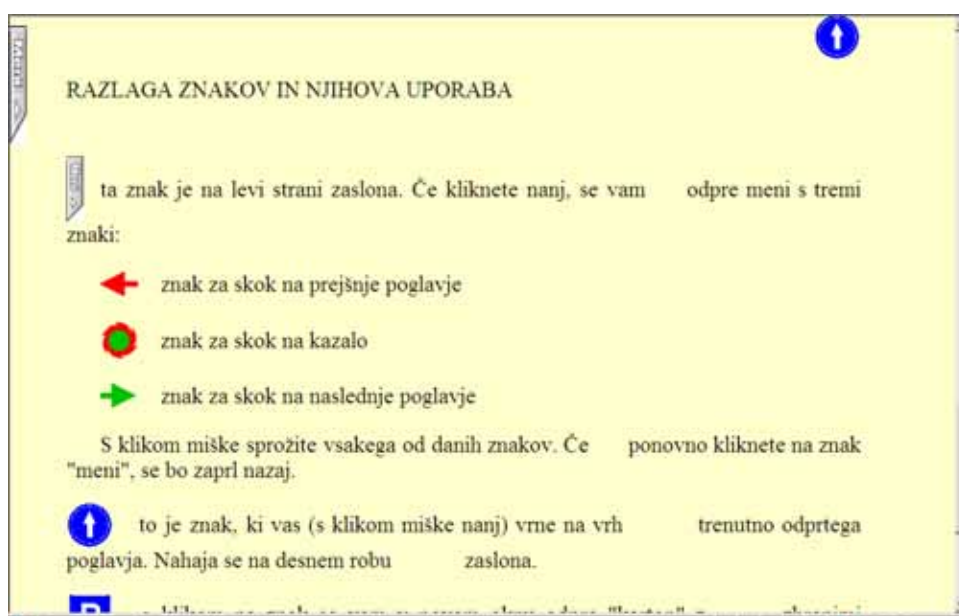 Meni
RAZLAGA ZNAKOV IN NJIHOVA UPORABA
ta znak je na levi strani zaslona. Če kliknete nanj, se vam odpre meni s tremi
znaki:
znak za skok na prejšnje poglavje
znak za skok na kazalo
znak za skok na naslednje poglavje
S klikom miške sprožite vsakega od danih znakov. Če ponovno kliknete na znak
"meni", se bo zaprl nazaj.
to je znak, ki vas (s klikom miške nanj) vrne na vrh trenutno odprtega
poglavja. Nahaja se na desnem robu zaslona.